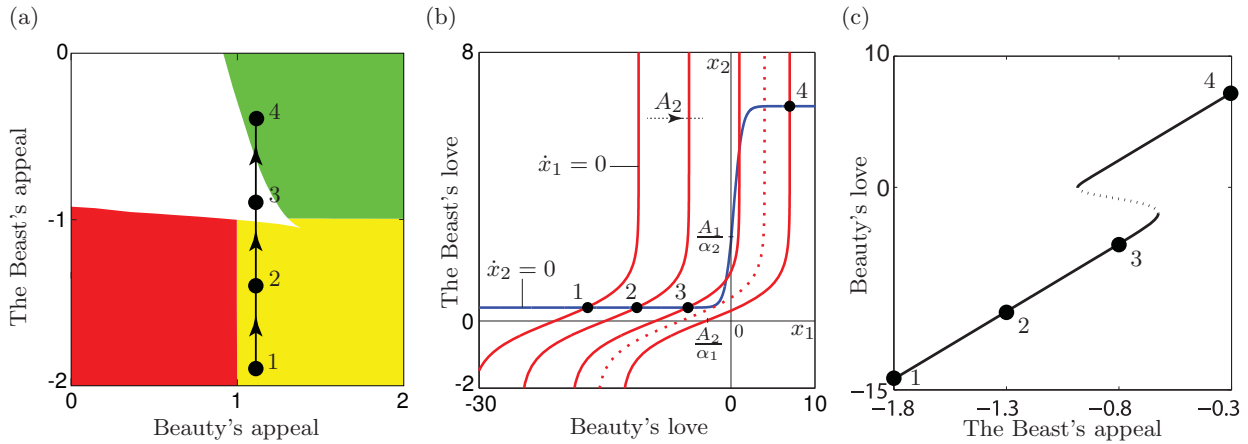 (a)
The Beast's appeal
0
-1
-2
0
1
2
Beauty's appeal
4
3
2
1
(b)
The Beast's love
8
0
-2
-30
0
10
Beauty's love
x₂
A₂
ẋ₁ = 0
ẋ₂ = 0
A₁/α₂
A₂/α₁
0
x₁
1
2
3
4
(c)
Beauty's love
10
0
−15
−1.8
−1.3
−0.8
−0.3
The Beast's appeal
4
3
2
1